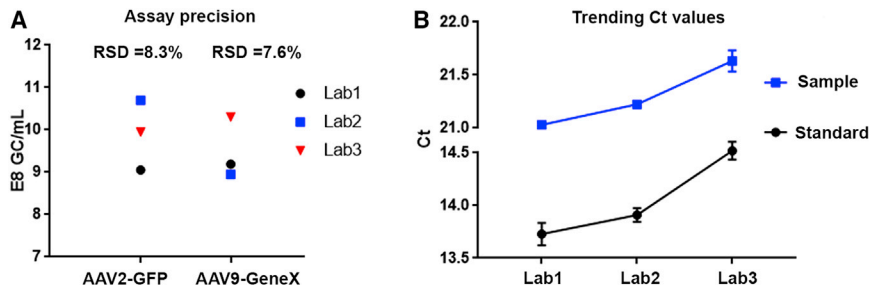 A
Assay precision
RSD =8.3%
RSD =7.6%
12
11
10
9
8
7
E8 GC/mL
AAV2-GFP
AAV9-GeneX
Lab1
Lab2
Lab3
B
Trending Ct values
22.0
21.5
21.0
14.5
14.0
13.5
Ct
Lab1
Lab2
Lab3
Sample
Standard